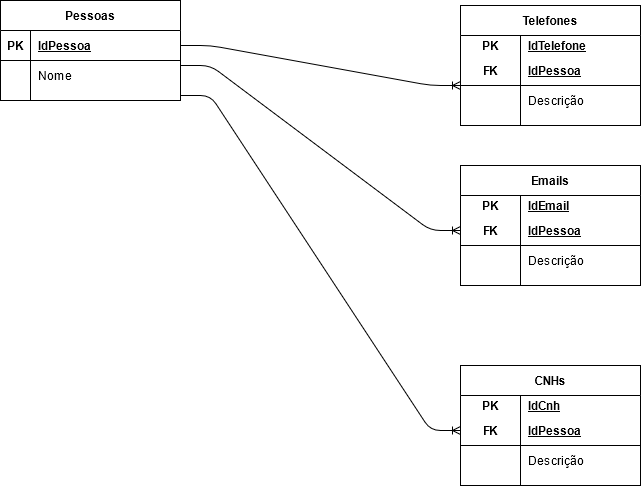 Pessoas
PK IdPessoa
Nome
Telefones
PK IdTelefone
FK IdPessoa
Descrição
Emails
PK IdEmail
FK IdPessoa
Descrição
CNHs
PK IdCnh
FK IdPessoa
Descrição